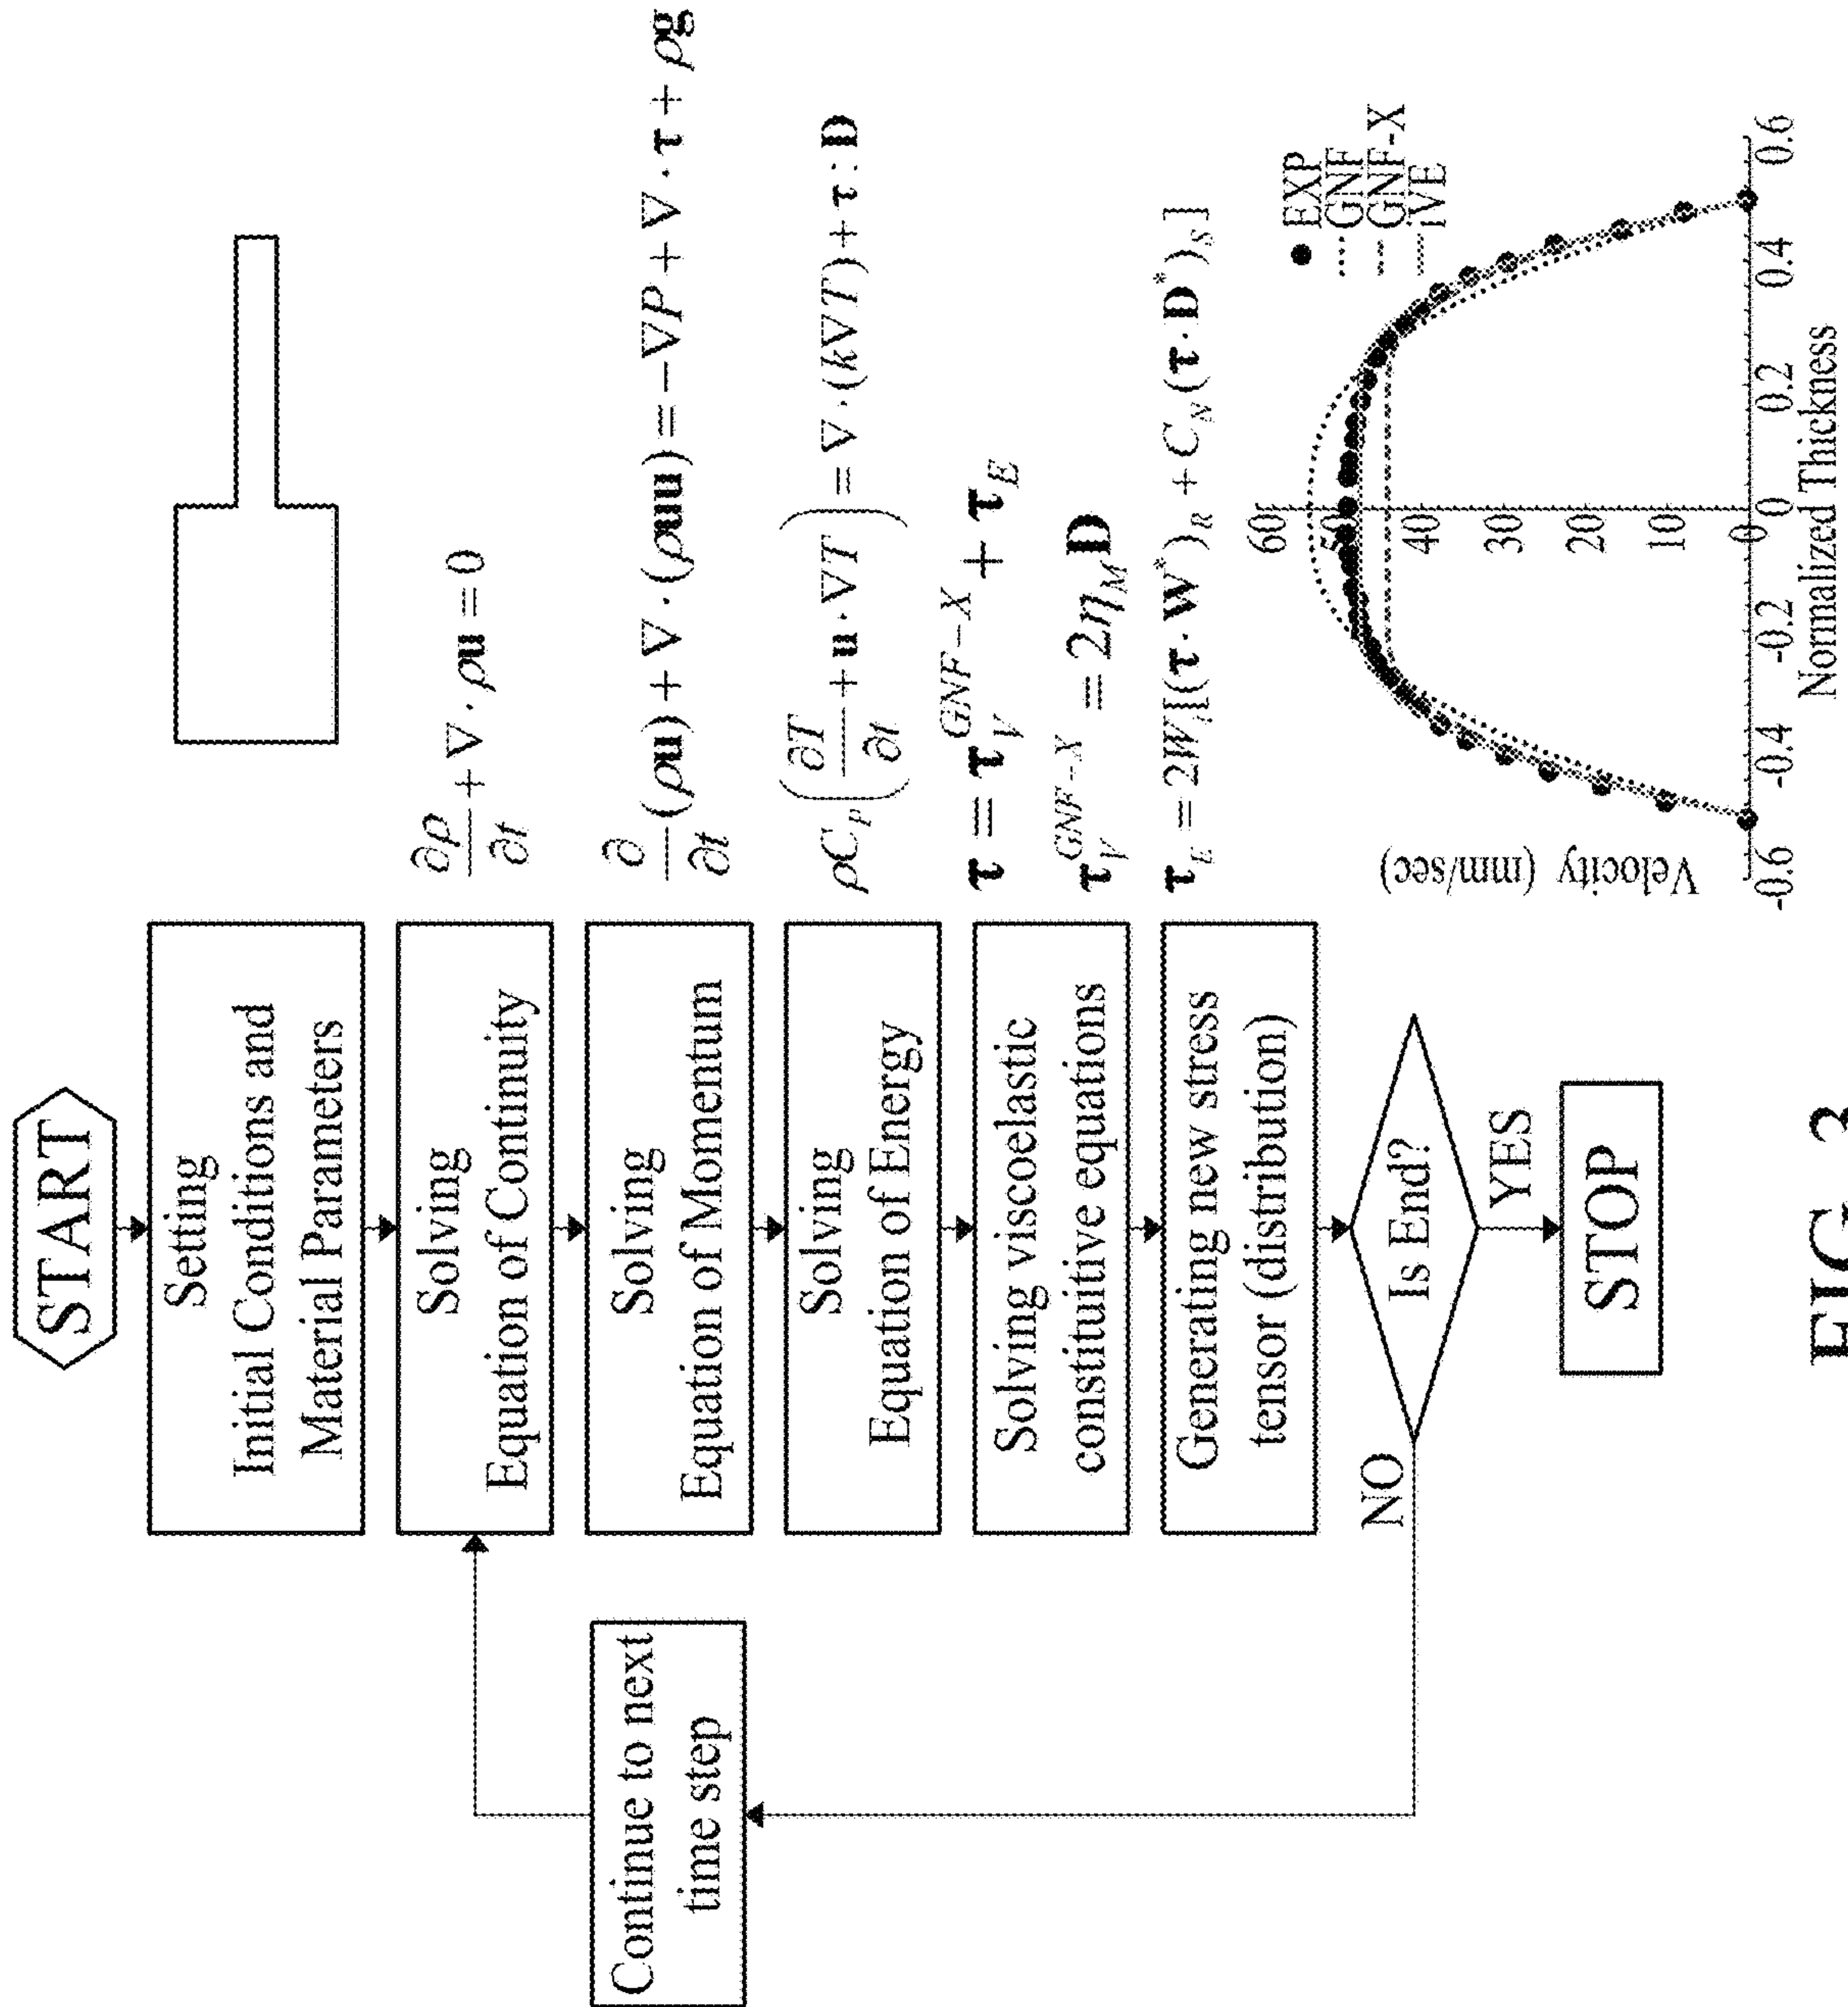 START
Setting
Initial Conditions and
Material Parameters
Solving
Equation of Continuity
∂ρ/∂t + ∇ · ρu = 0
Solving
Equation of Momentum
∂/∂t (ρu) + ∇ · (ρuu) = −∇P + ∇ · τ + ρg
Solving
Equation of Energy
ρC_P (∂T/∂t + u · ∇T) = ∇ · (k∇T) + τ : D
Solving viscoelastic
constuitutive equations
τ = τ_V^{GNF−X} + τ_E
τ_V^{GNF−X} = 2η_M D
Generating new stress
tensor (distribution)
τ_E = 2W_i[(τ · W*)_R + C_N(τ · D*)_S]
Is End?
NO
YES
STOP
Continue to next
time step
EXP
GNF
GNF-X
iVE
Velocity (mm/sec)
60
50
40
30
20
10
0
-0.6
-0.4
-0.2
0
0.2
0.4
0.6
Normalized Thickness
FIG. 3